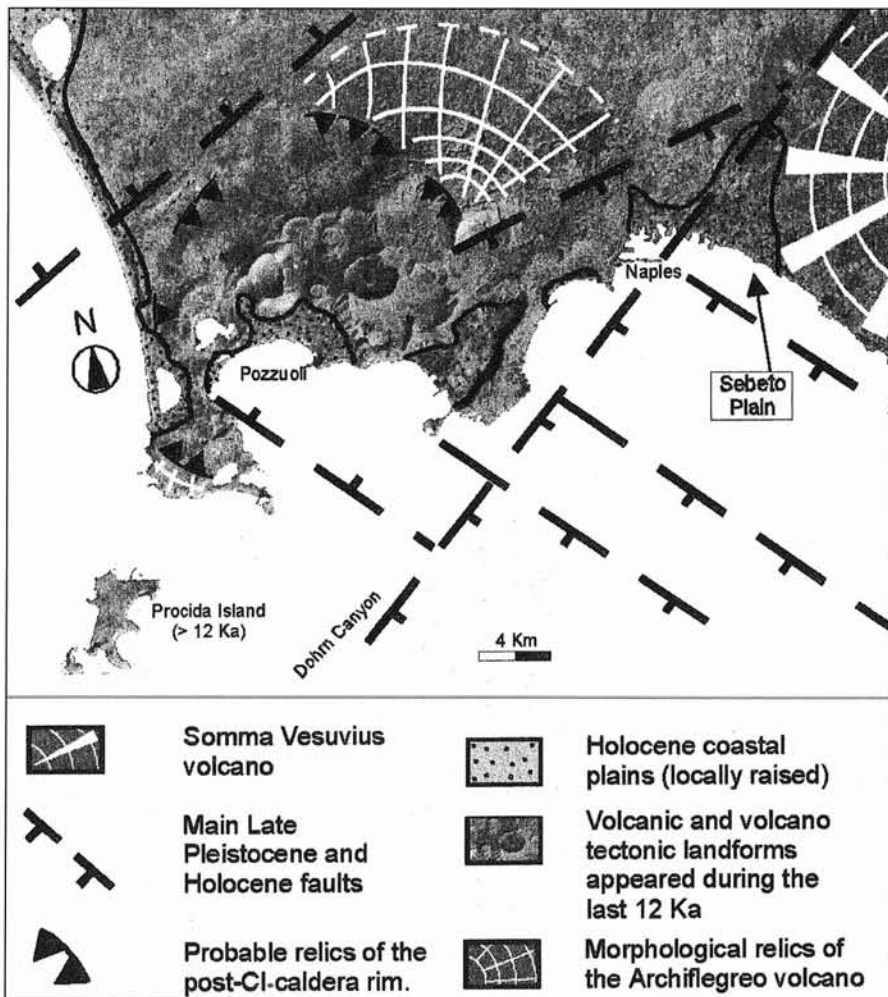 Naples
N
Pozzuoli
Sebeto
Plain
Procida Island
(> 12 Ka)
Dohrn Canyon
4 Km
Somma Vesuvius
volcano
Main Late
Pleistocene and
Holocene faults
Probable relics of the
post-CI-caldera rim.
Holocene coastal
plains (locally raised)
Volcanic and volcano
tectonic landforms
appeared during the
last 12 Ka
Morphological relics of
the Archiflegreo volcano